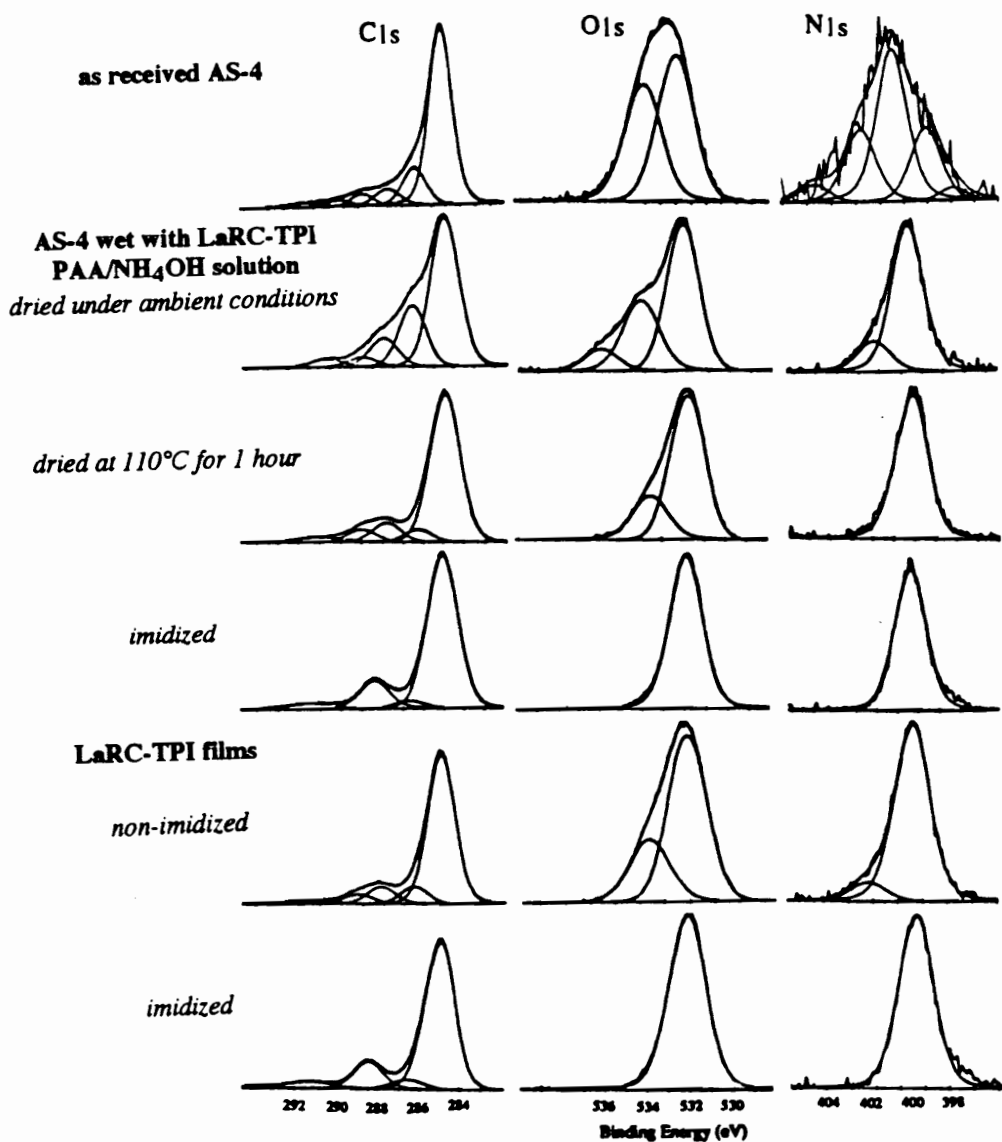 C1s O1s N1s
as received AS-4
AS-4 wet with LaRC-TPI
PAA/NH4OH solution
dried under ambient conditions
dried at 110°C for 1 hour
imidized
LaRC-TPI films
non-imidized
imidized
292 290 288 286 284 536 534 532 530 404 402 400 398
Binding Energy (eV)